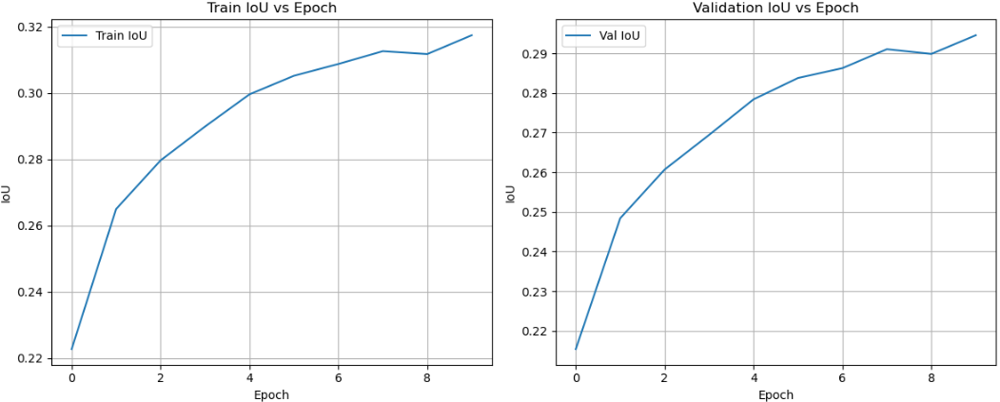 Train IoU vs Epoch
Train IoU
0.32
0.30
0.28
0.26
0.24
0.22
IoU
0 2 4 6 8
Epoch
Validation IoU vs Epoch
Val IoU
0.29
0.28
0.27
0.26
0.25
0.24
0.23
0.22
IoU
0 2 4 6 8
Epoch